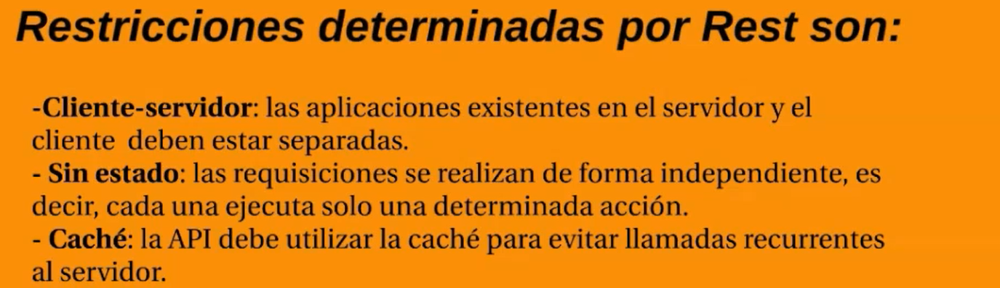 Restricciones determinadas por Rest son:
-Cliente-servidor: las aplicaciones existentes en el servidor y el
cliente  deben estar separadas.
- Sin estado: las requisiciones se realizan de forma independiente, es
decir, cada una ejecuta solo una determinada acción.
- Caché: la API debe utilizar la caché para evitar llamadas recurrentes
al servidor.